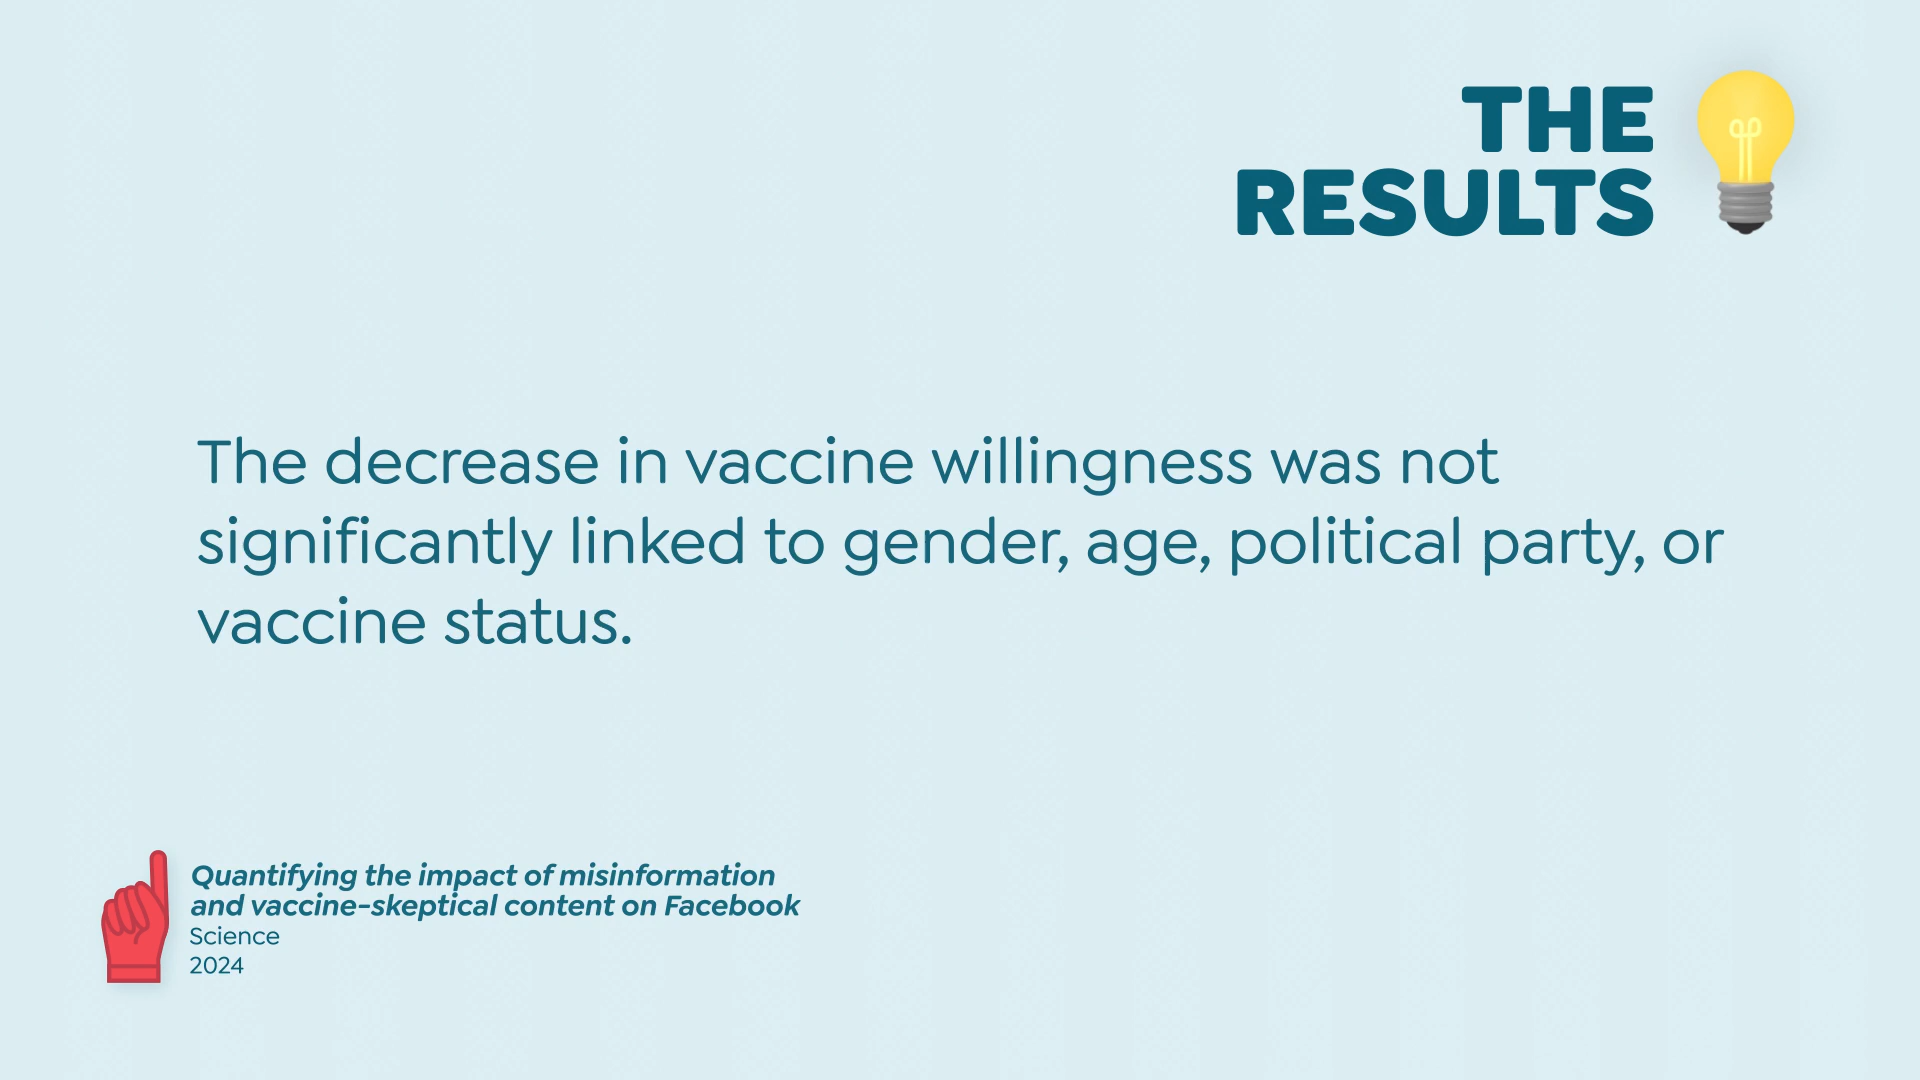 THE
RESULTS
The decrease in vaccine willingness was not
significantly linked to gender, age, political party, or
vaccine status.
Quantifying the impact of misinformation
and vaccine-skeptical content on Facebook
Science
2024